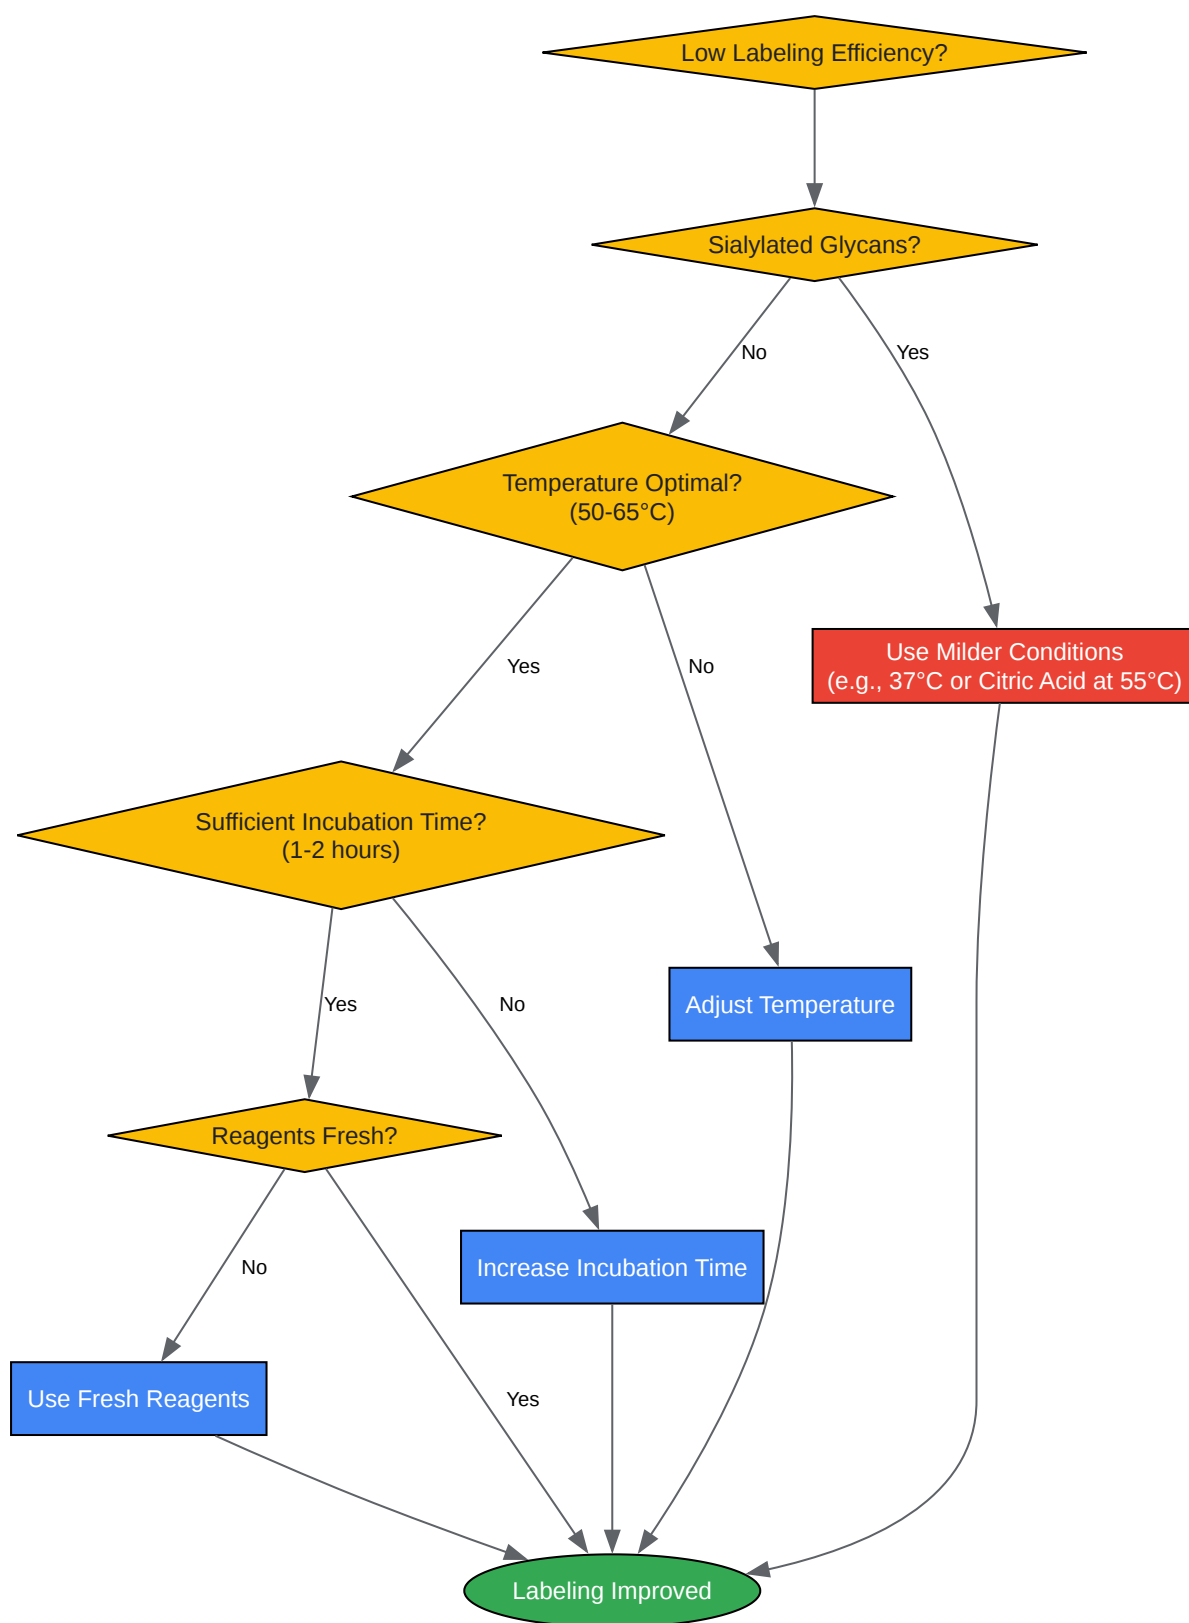 Low Labeling Efficiency?
Sialylated Glycans?
No
Yes
Temperature Optimal?
(50-65°C)
Yes
No
Use Milder Conditions
(e.g., 37°C or Citric Acid at 55°C)
Sufficient Incubation Time?
(1-2 hours)
Yes
No
Adjust Temperature
Reagents Fresh?
No
Increase Incubation Time
Use Fresh Reagents
Yes
Labeling Improved